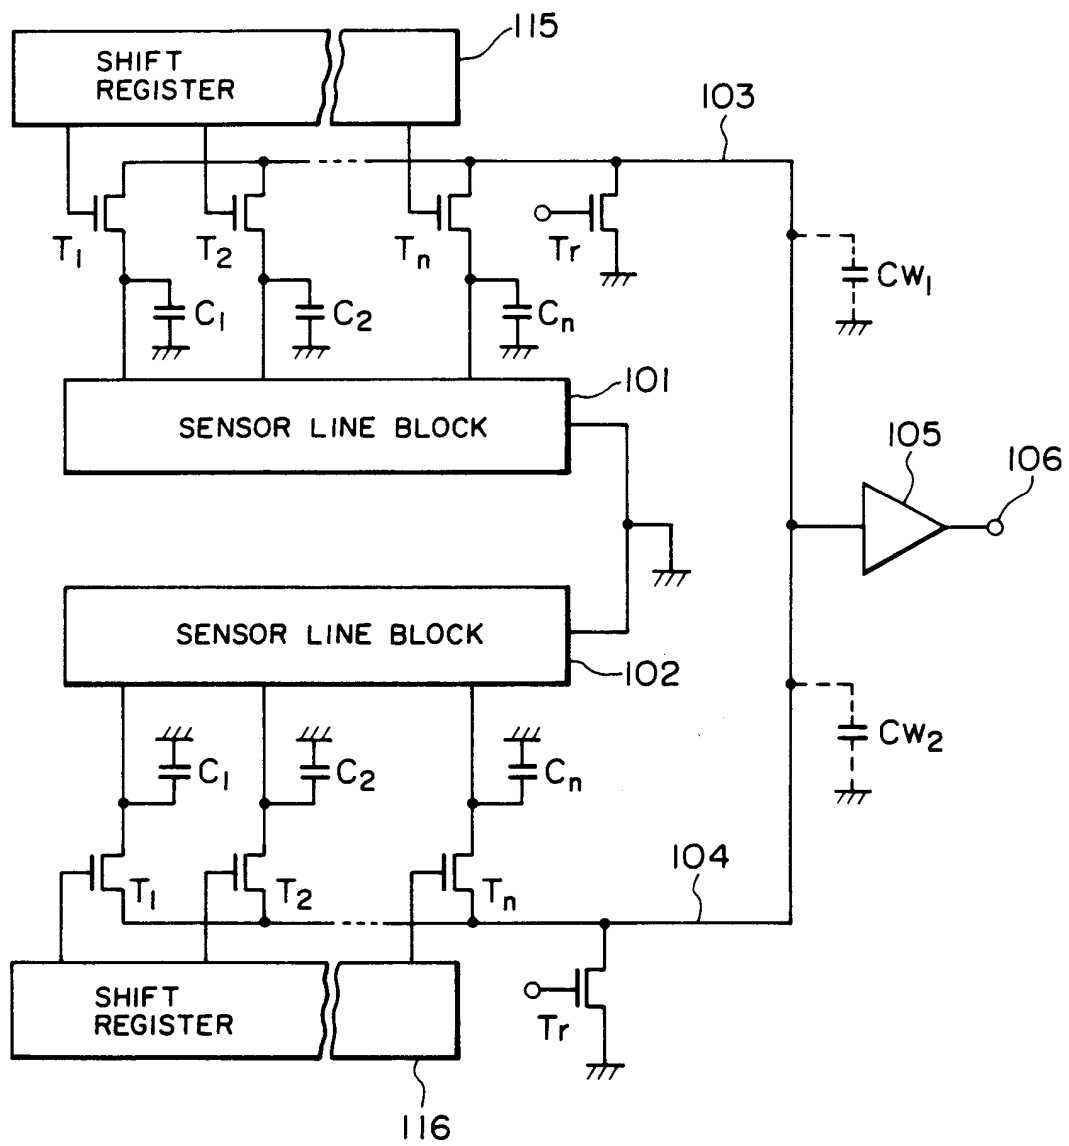 115
SHIFT
REGISTER
103
T1
T2
Tn
Tr
CW1
C1
C2
Cn
101
SENSOR LINE BLOCK
105
106
SENSOR LINE BLOCK
102
C1
C2
Cn
CW2
104
T1
T2
Tn
SHIFT
REGISTER
Tr
116